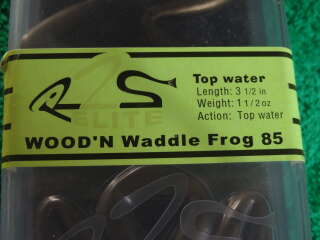 Top water
Length: 3 1/2 in
Weight: 1 1/2 oz
Action: Top water
ELITE
WOOD'N Waddle Frog 85